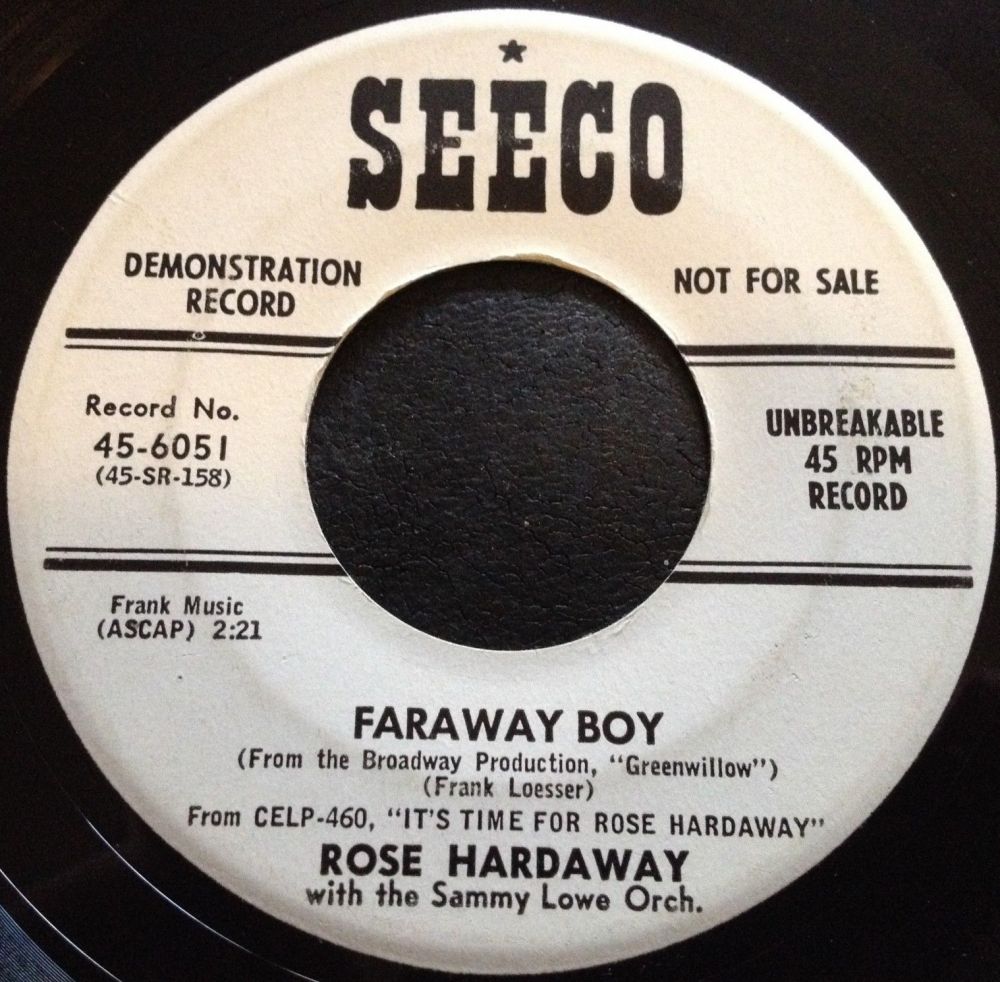 SEECO
DEMONSTRATION
RECORD
NOT FOR SALE
Record No.
45-6051
(45-SR-158)
UNBREAKABLE
45 RPM
RECORD
Frank Music
(ASCAP) 2:21
FARAWAY BOY
(From the Broadway Production, "Greenwillow")
(Frank Loesser)
From CELP-460, "IT'S TIME FOR ROSE HARDAWAY"
ROSE HARDAWAY
with the Sammy Lowe Orch.